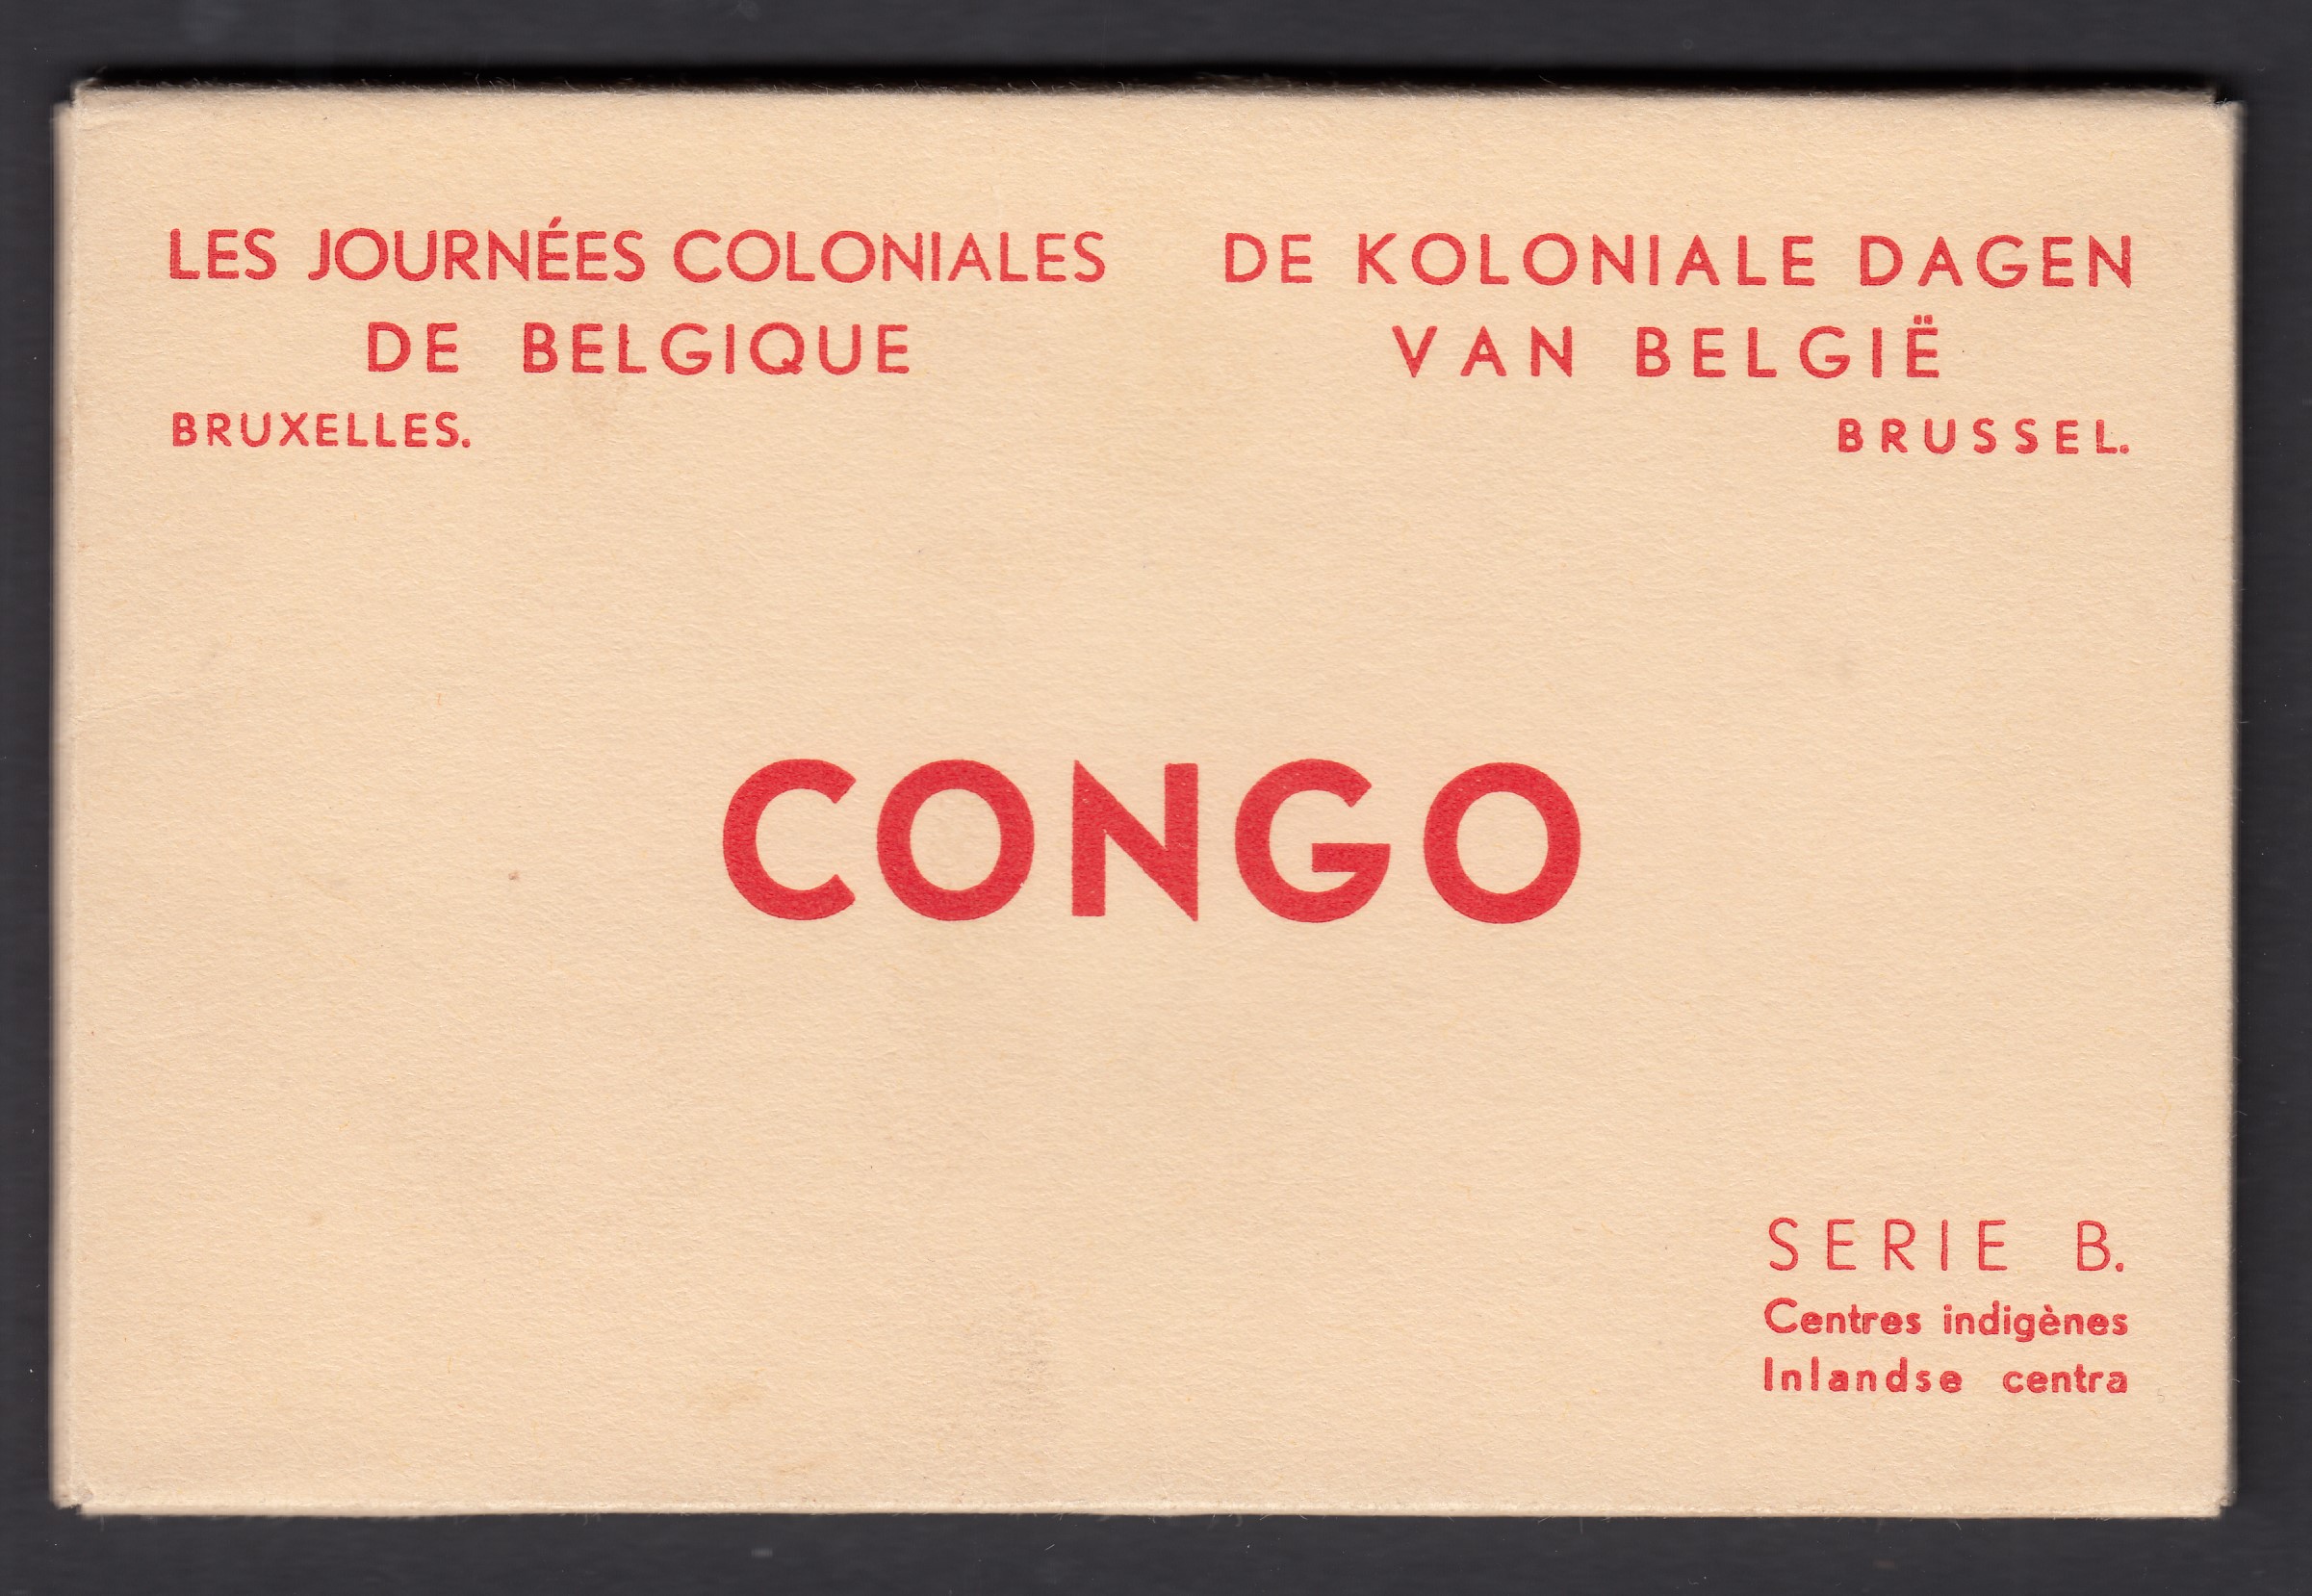 LES JOURNÉES COLONIALES
DE BELGIQUE
BRUXELLES.
DE KOLONIALE DAGEN
VAN BELGIË
BRUSSEL.
CONGO
SERIE B.
Centres indigènes
Inlandse centra